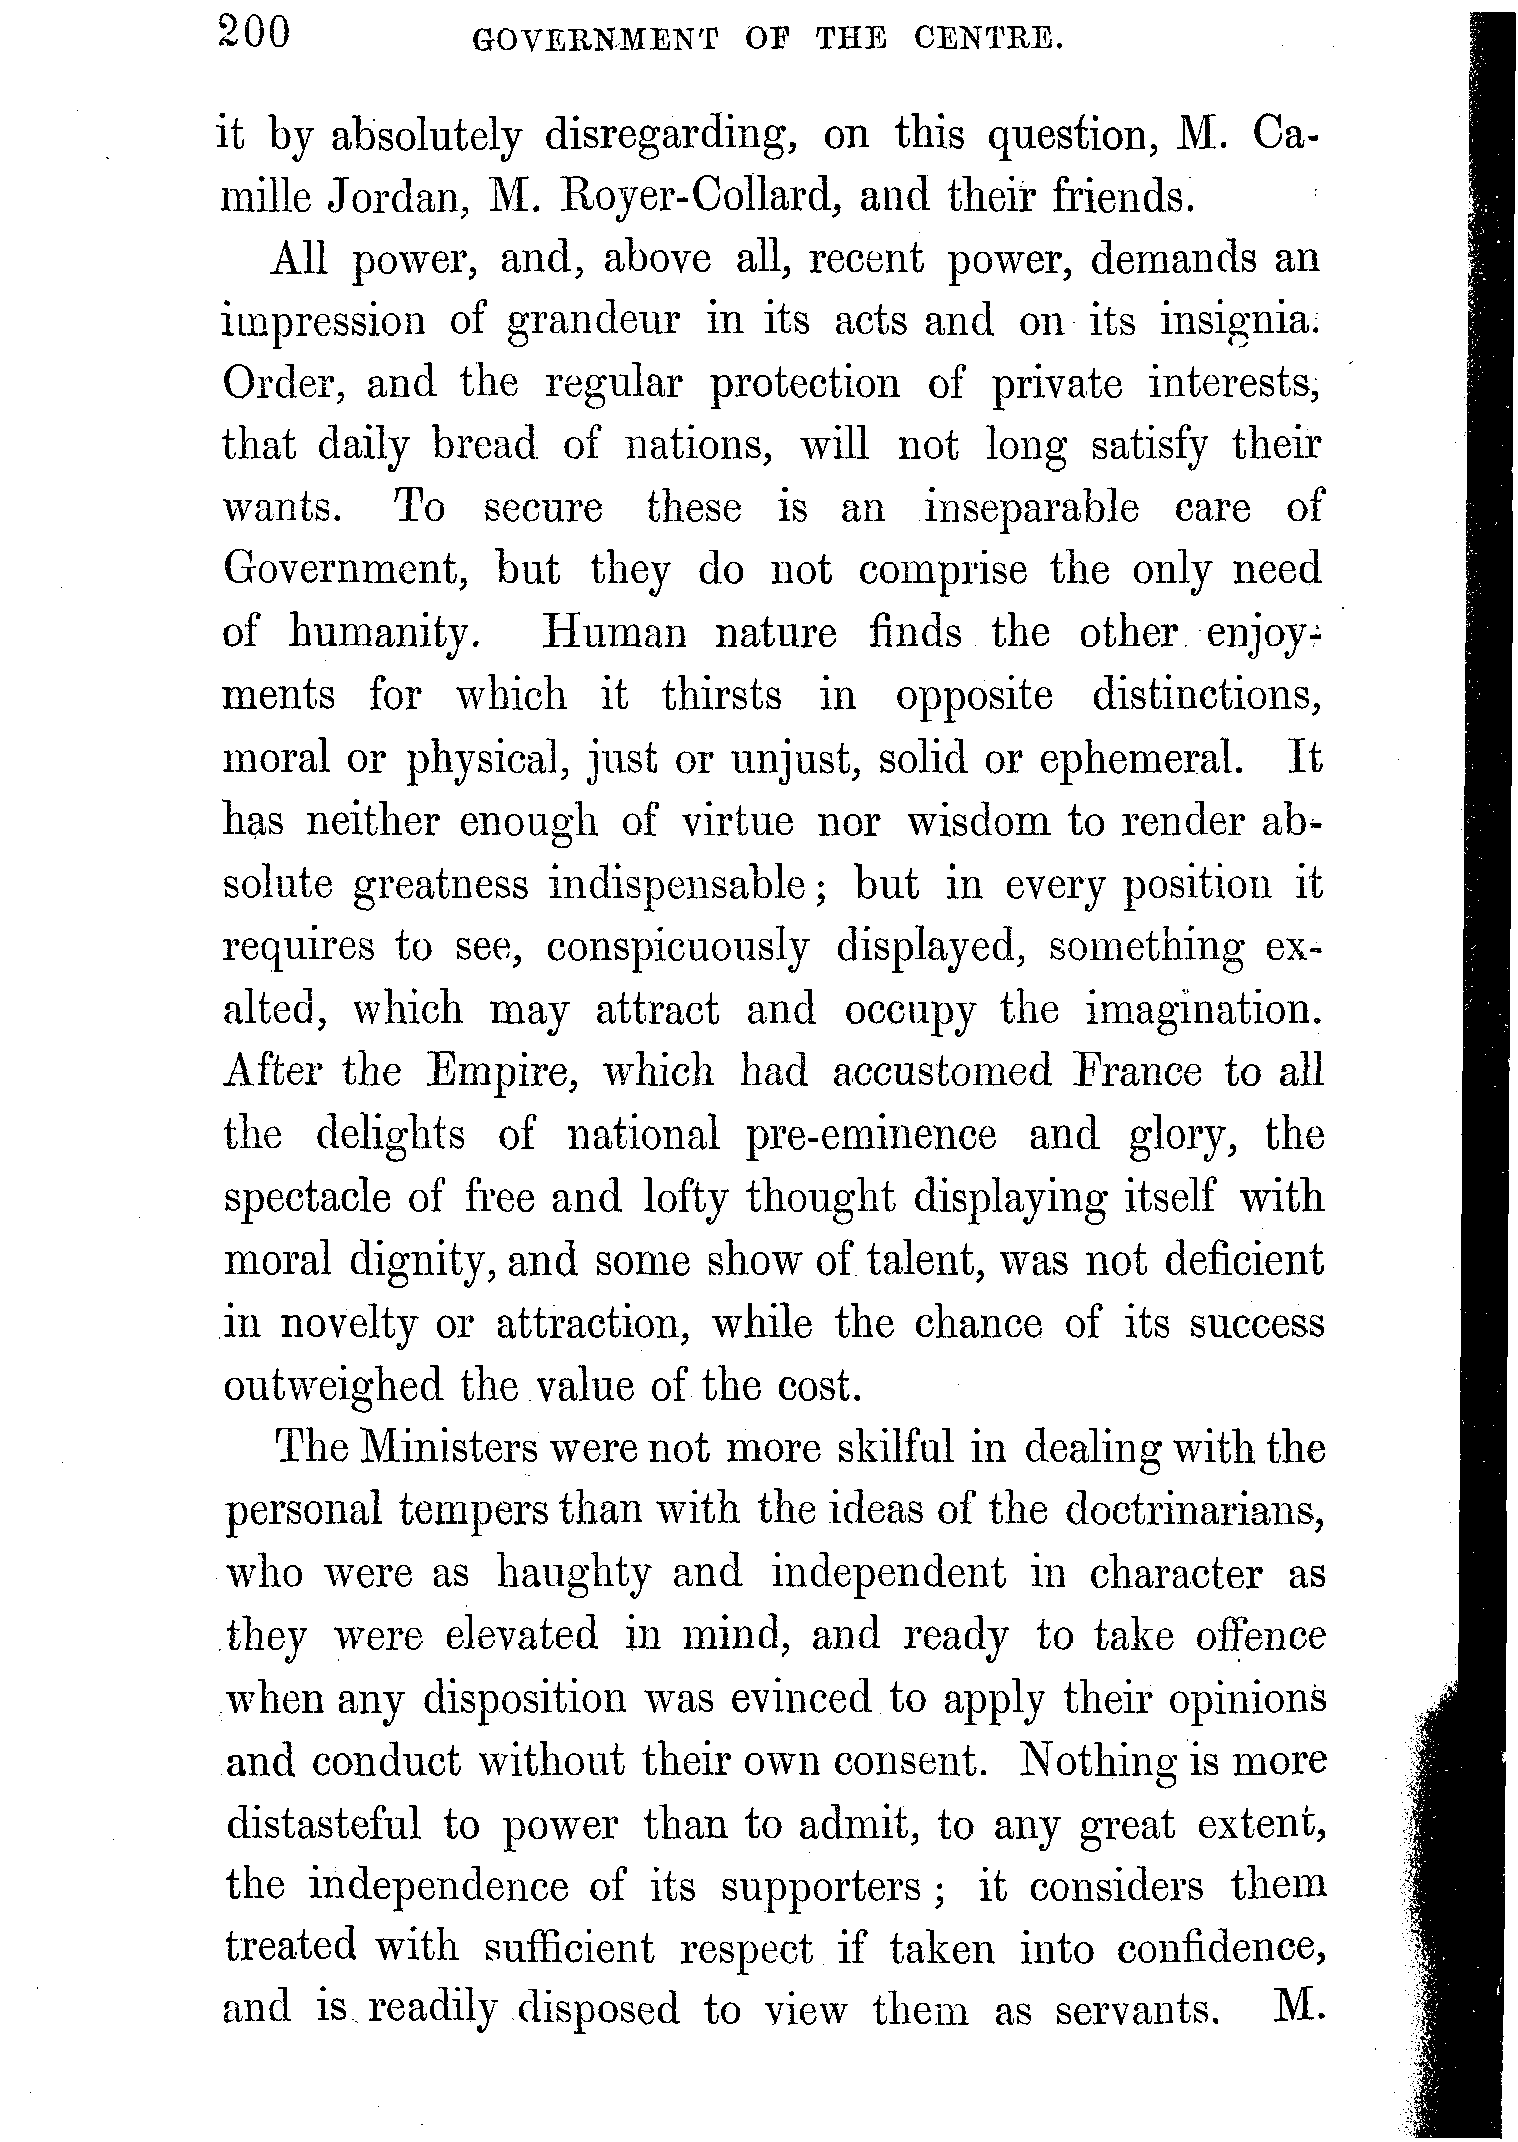 200 GOVERNMENT OF THE CENTRE.
it by absolutely disregarding, on this question, M. Ca-
mille Jordan, M. Royer-Collard, and their friends.
All power, and, above all, recent power, demands an
impression of grandeur in its acts and on its insignia.
Order, and the regular protection of private interests,
that daily bread of nations, will not long satisfy their
wants. To secure these is an inseparable care of
Government, but they do not comprise the only need
of humanity. Human nature finds the other enjoy-
ments for which it thirsts in opposite distinctions,
moral or physical, just or unjust, solid or ephemeral. It
has neither enough of virtue nor wisdom to render ab-
solute greatness indispensable; but in every position it
requires to see, conspicuously displayed, something ex-
alted, which may attract and occupy the imagination.
After the Empire, which had accustomed France to all
the delights of national pre-eminence and glory, the
spectacle of free and lofty thought displaying itself with
moral dignity, and some show of talent, was not deficient
in novelty or attraction, while the chance of its success
outweighed the value of the cost.
The Ministers were not more skilful in dealing with the
personal tempers than with the ideas of the doctrinarians,
who were as haughty and independent in character as
they were elevated in mind, and ready to take offence
when any disposition was evinced to apply their opinions
and conduct without their own consent. Nothing is more
distasteful to power than to admit, to any great extent,
the independence of its supporters; it considers them
treated with sufficient respect if taken into confidence,
and is readily disposed to view them as servants. M.